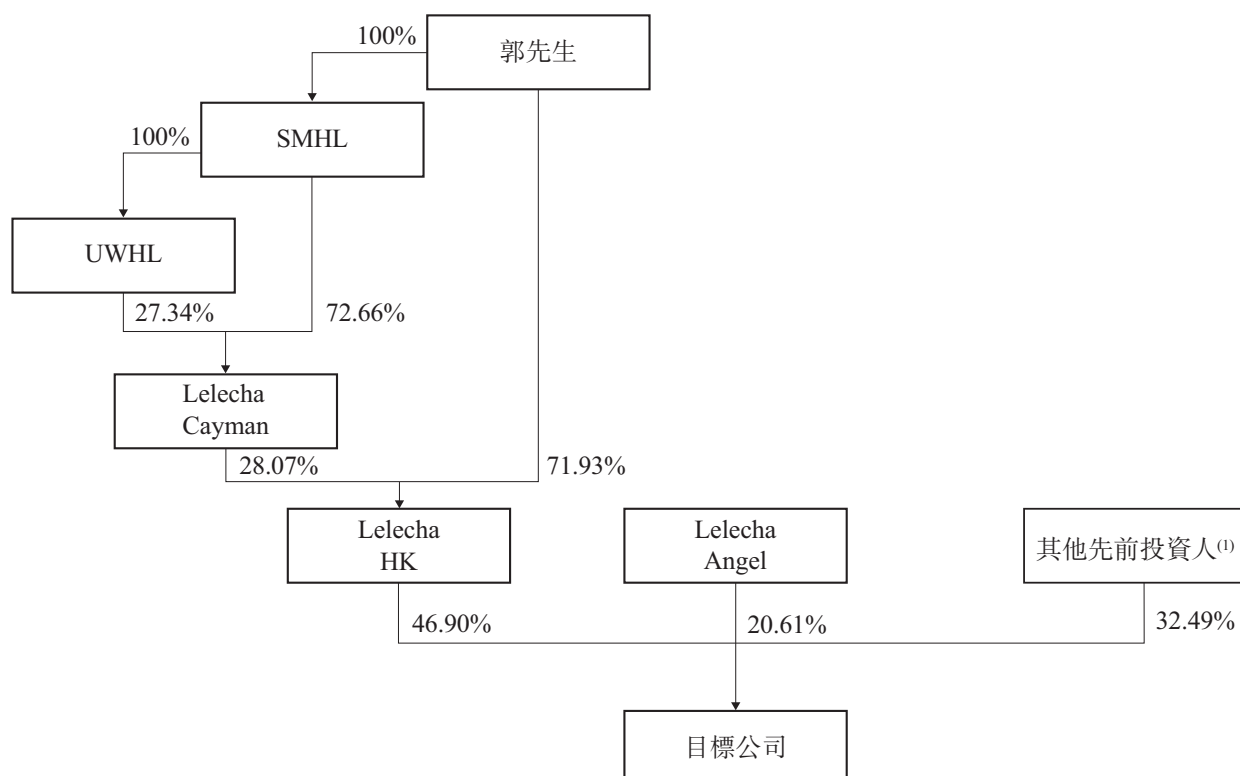 100%
郭先生
100%
SMHL
UWHL
27.34%
72.66%
Lelecha
Cayman
28.07%
71.93%
Lelecha
HK
Lelecha
Angel
其他先前投資人(1)
46.90%
20.61%
32.49%
目標公司